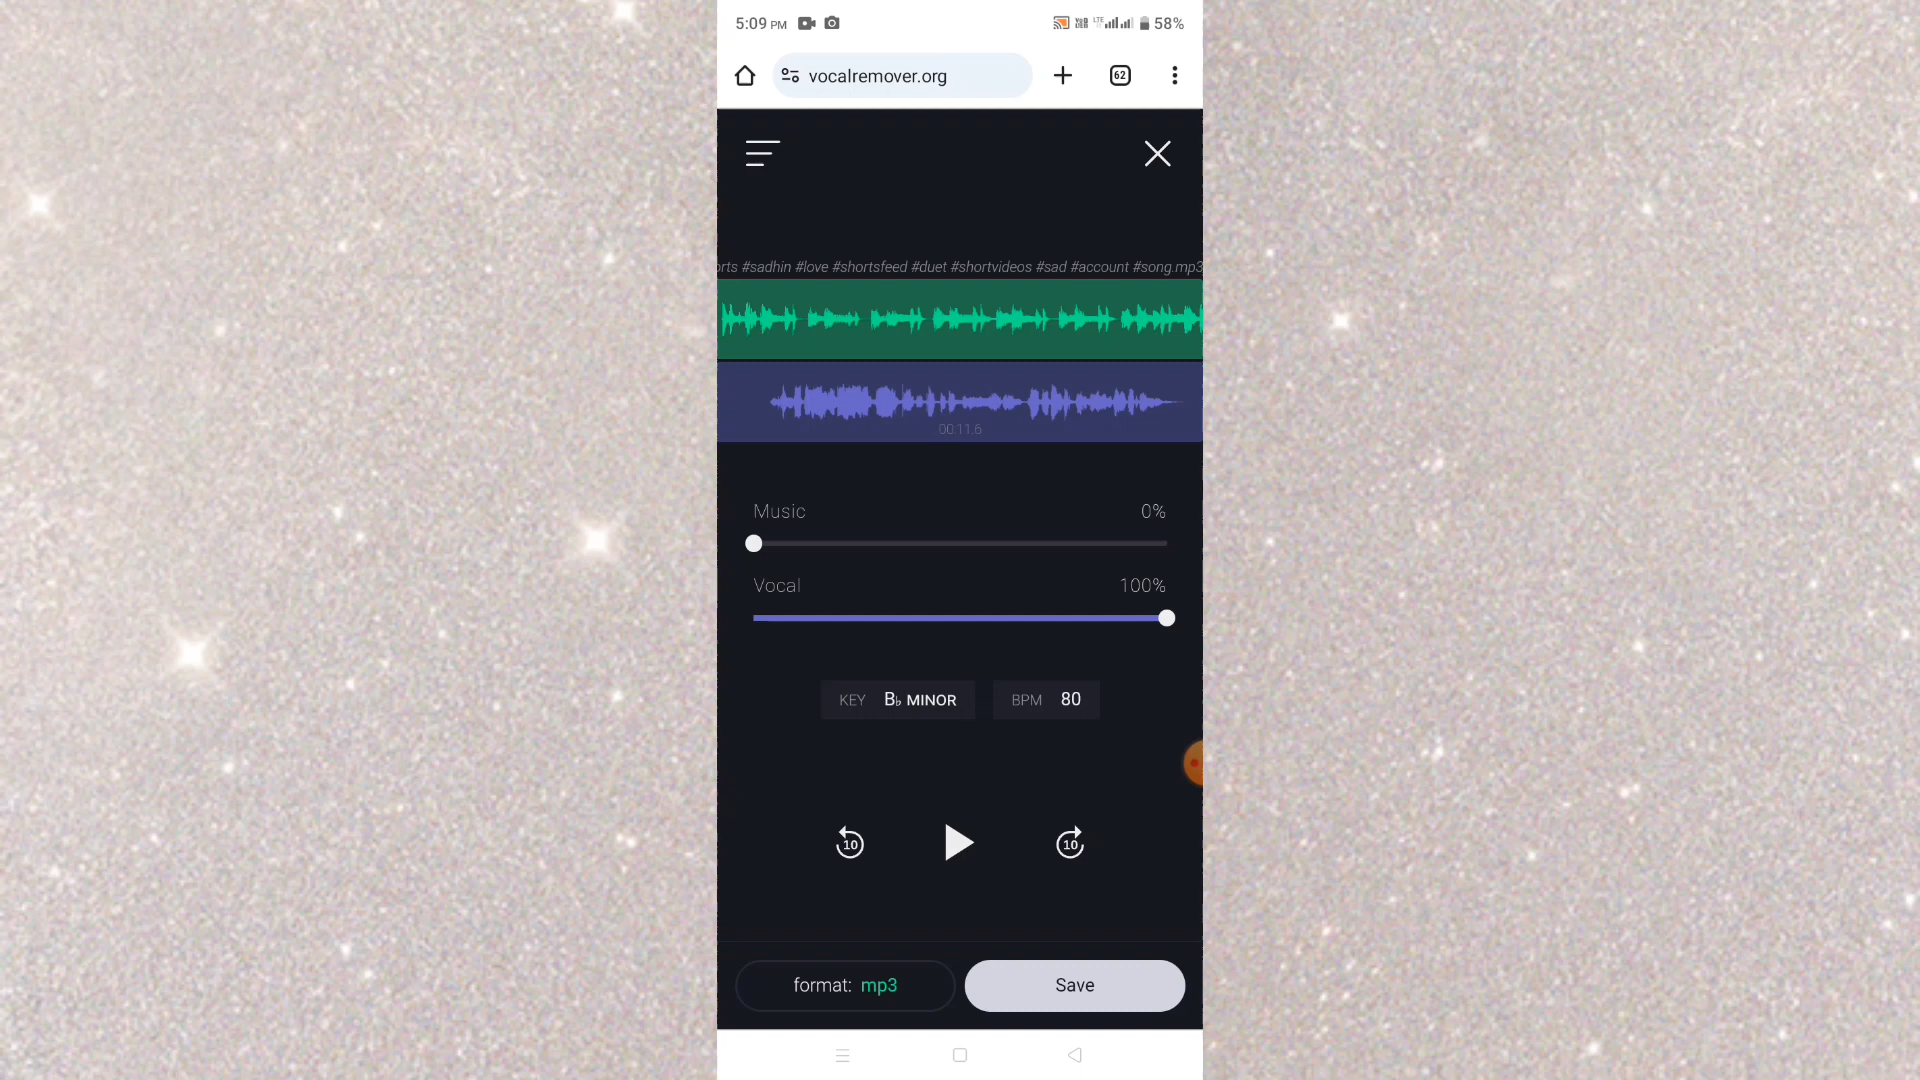 5:09 PM 58%
vocalremover.org 62
orts #sadhin #love #shortsfeed #duet #shortvideos #sad #account #song.mp3
00:11.6
Music 0%
Vocal 100%
KEY B♭ MINOR BPM 80
10 10
format: mp3 Save